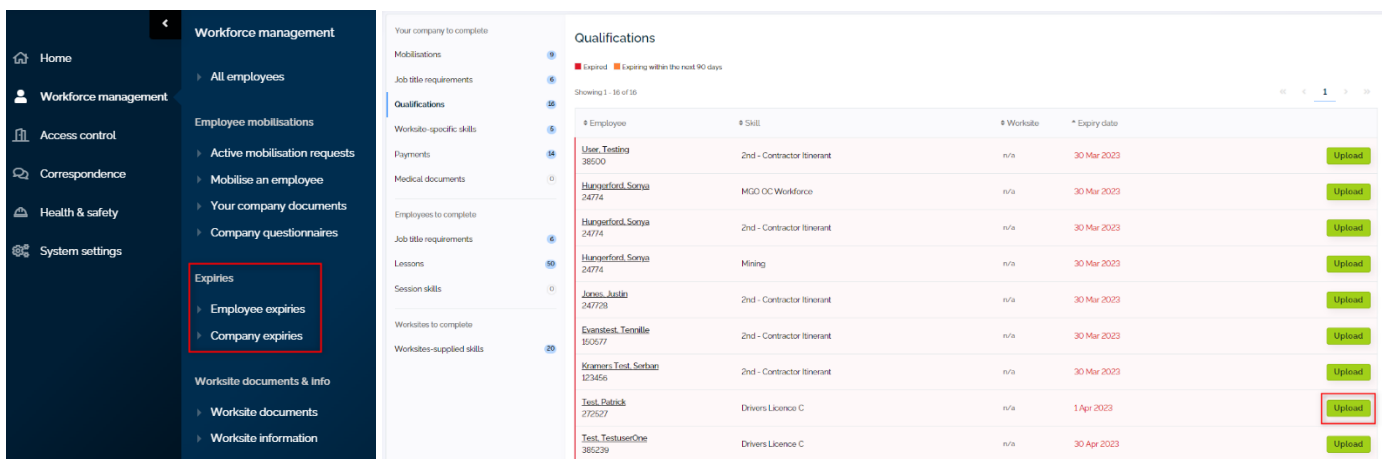 Home
Workforce management
Access control
Correspondence
Health & safety
System settings
Workforce management
All employees
Employee mobilisations
Active mobilisation requests
Mobilise an employee
Your company documents
Company questionnaires
Expiries
Employee expiries
Company expiries
Worksite documents & info
Worksite documents
Worksite information
Your company to complete
Mobilisations 9
Job title requirements 6
Qualifications 16
Worksite-specific skills 5
Payments 14
Medical documents 0
Employees to complete
Job title requirements 6
Lessons 50
Session skills 0
Worksites to complete
Worksites-supplied skills 20
Qualifications
Expired Expiring within the next 90 days
Showing 1 - 16 of 16
« < 1 > »
Employee Skill Worksite Expiry date
User, Testing
38500 2nd - Contractor Itinerant n/a 30 Mar 2023 Upload
Hungerford, Sonya
24774 MGO OC Workforce n/a 30 Mar 2023 Upload
Hungerford, Sonya
24774 2nd - Contractor Itinerant n/a 30 Mar 2023 Upload
Hungerford, Sonya
24774 Mining n/a 30 Mar 2023 Upload
Jones, Justin
247728 2nd - Contractor Itinerant n/a 30 Mar 2023 Upload
Evanstest, Tennille
150577 2nd - Contractor Itinerant n/a 30 Mar 2023 Upload
Kramers Test, Serban
123456 2nd - Contractor Itinerant n/a 30 Mar 2023 Upload
Test, Patrick
272527 Drivers Licence C n/a 1 Apr 2023 Upload
Test, TestuserOne
385239 Drivers Licence C n/a 30 Apr 2023 Upload